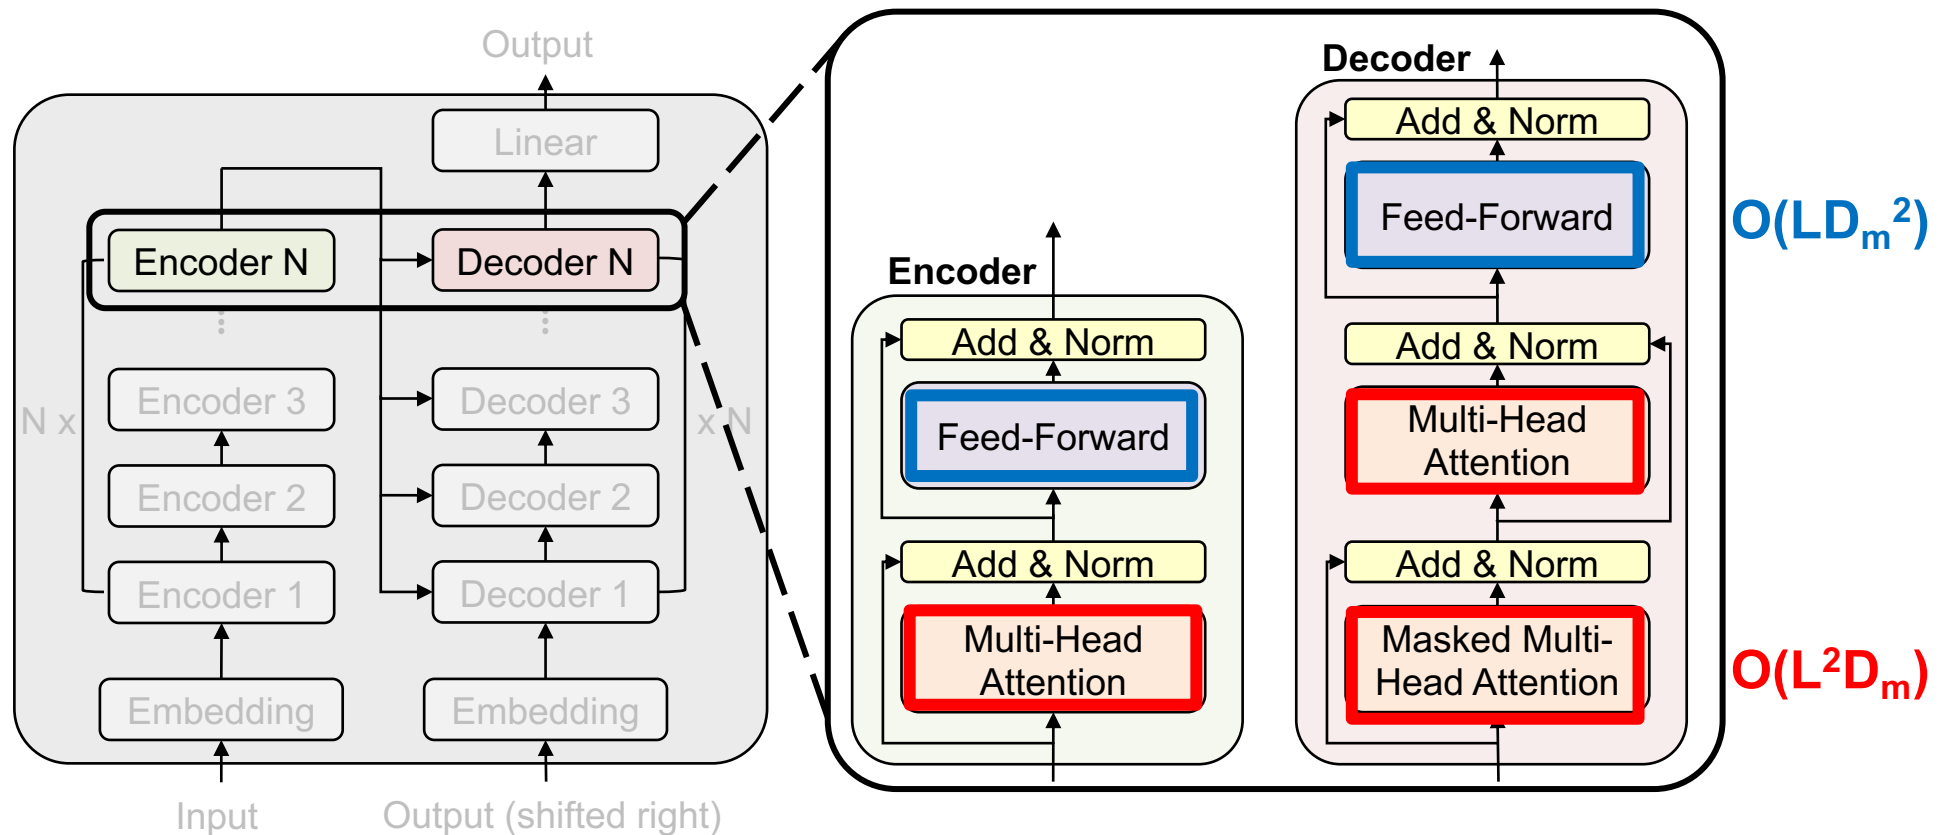 Output
Linear
Encoder N
Decoder N
Encoder 3
Decoder 3
N x
x N
Encoder 2
Decoder 2
Encoder 1
Decoder 1
Embedding
Embedding
Input
Output (shifted right)
Encoder
Add & Norm
Feed-Forward
Add & Norm
Multi-Head
Attention
Decoder
Add & Norm
Feed-Forward
Add & Norm
Multi-Head
Attention
Add & Norm
Masked Multi-
Head Attention
O(LDₘ²)
O(L²Dₘ)